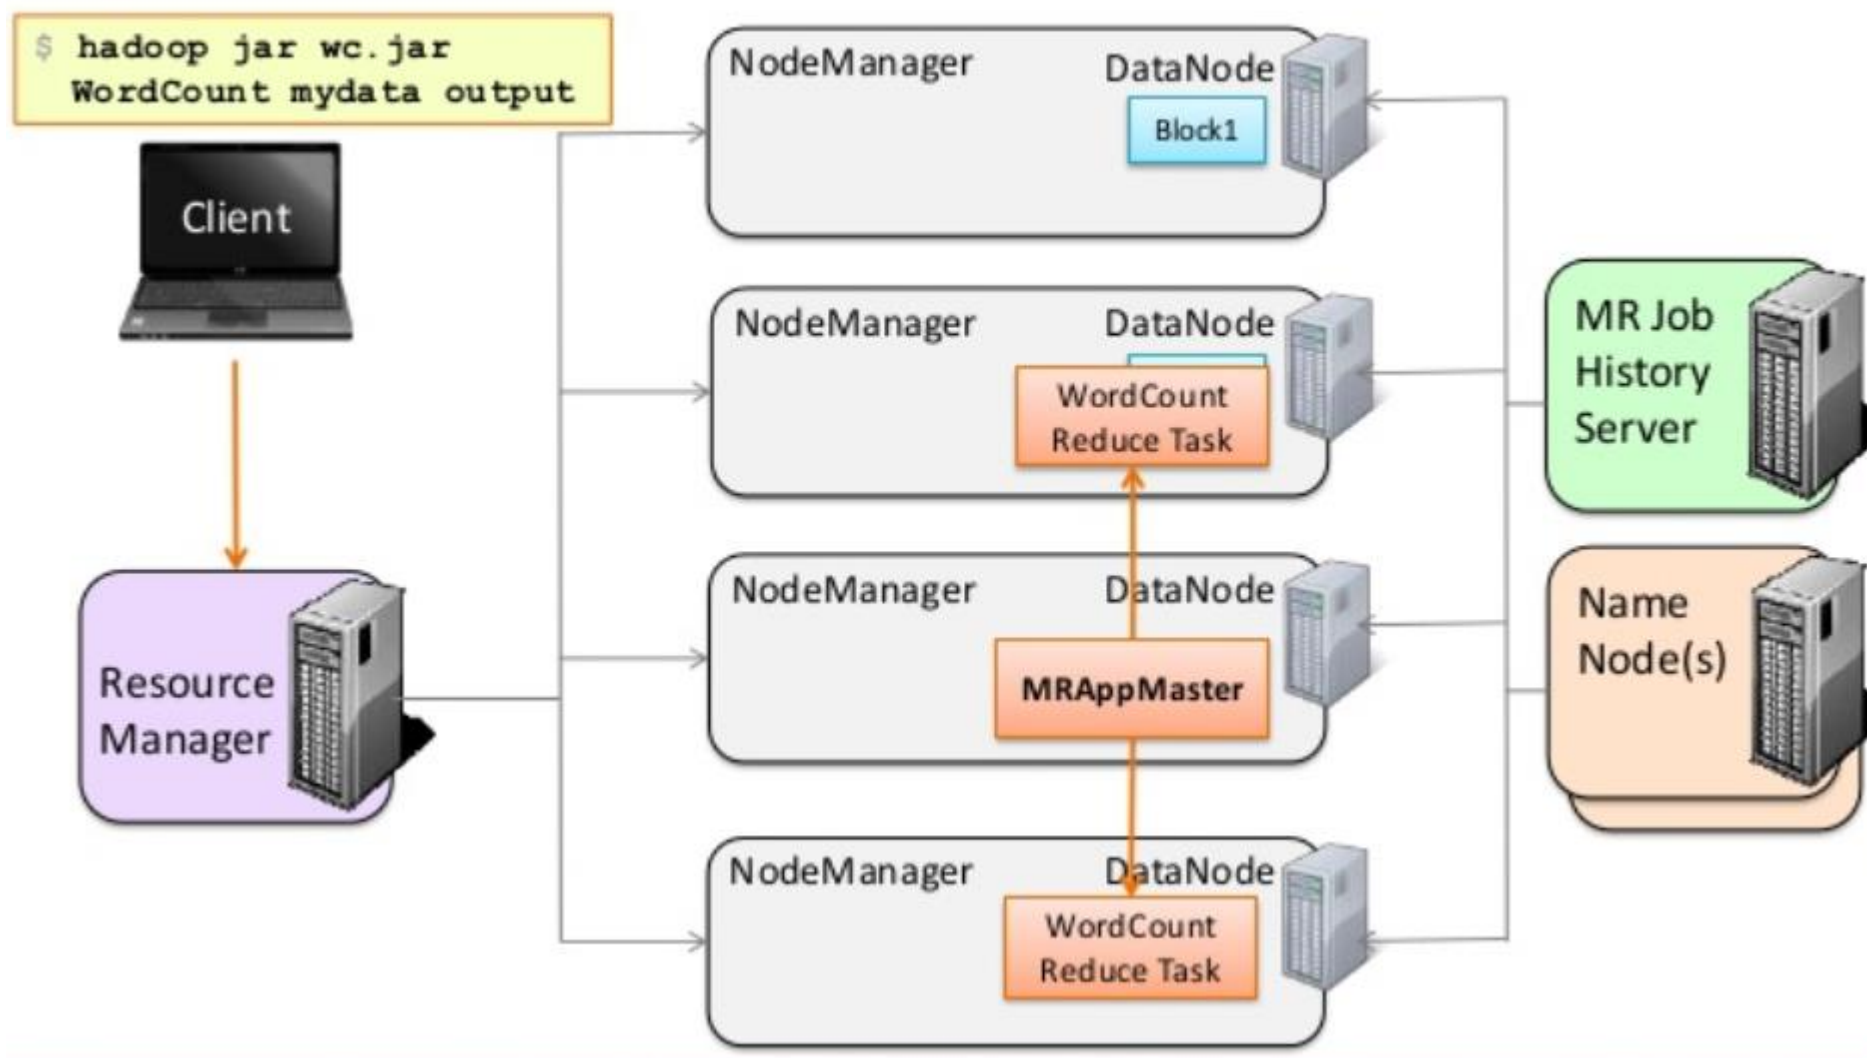 $ hadoop jar wc.jar
WordCount mydata output
Client
Resource
Manager
NodeManager DataNode
Block1
NodeManager DataNode
WordCount
Reduce Task
NodeManager DataNode
MRAppMaster
NodeManager DataNode
WordCount
Reduce Task
MR Job
History
Server
Name
Node(s)